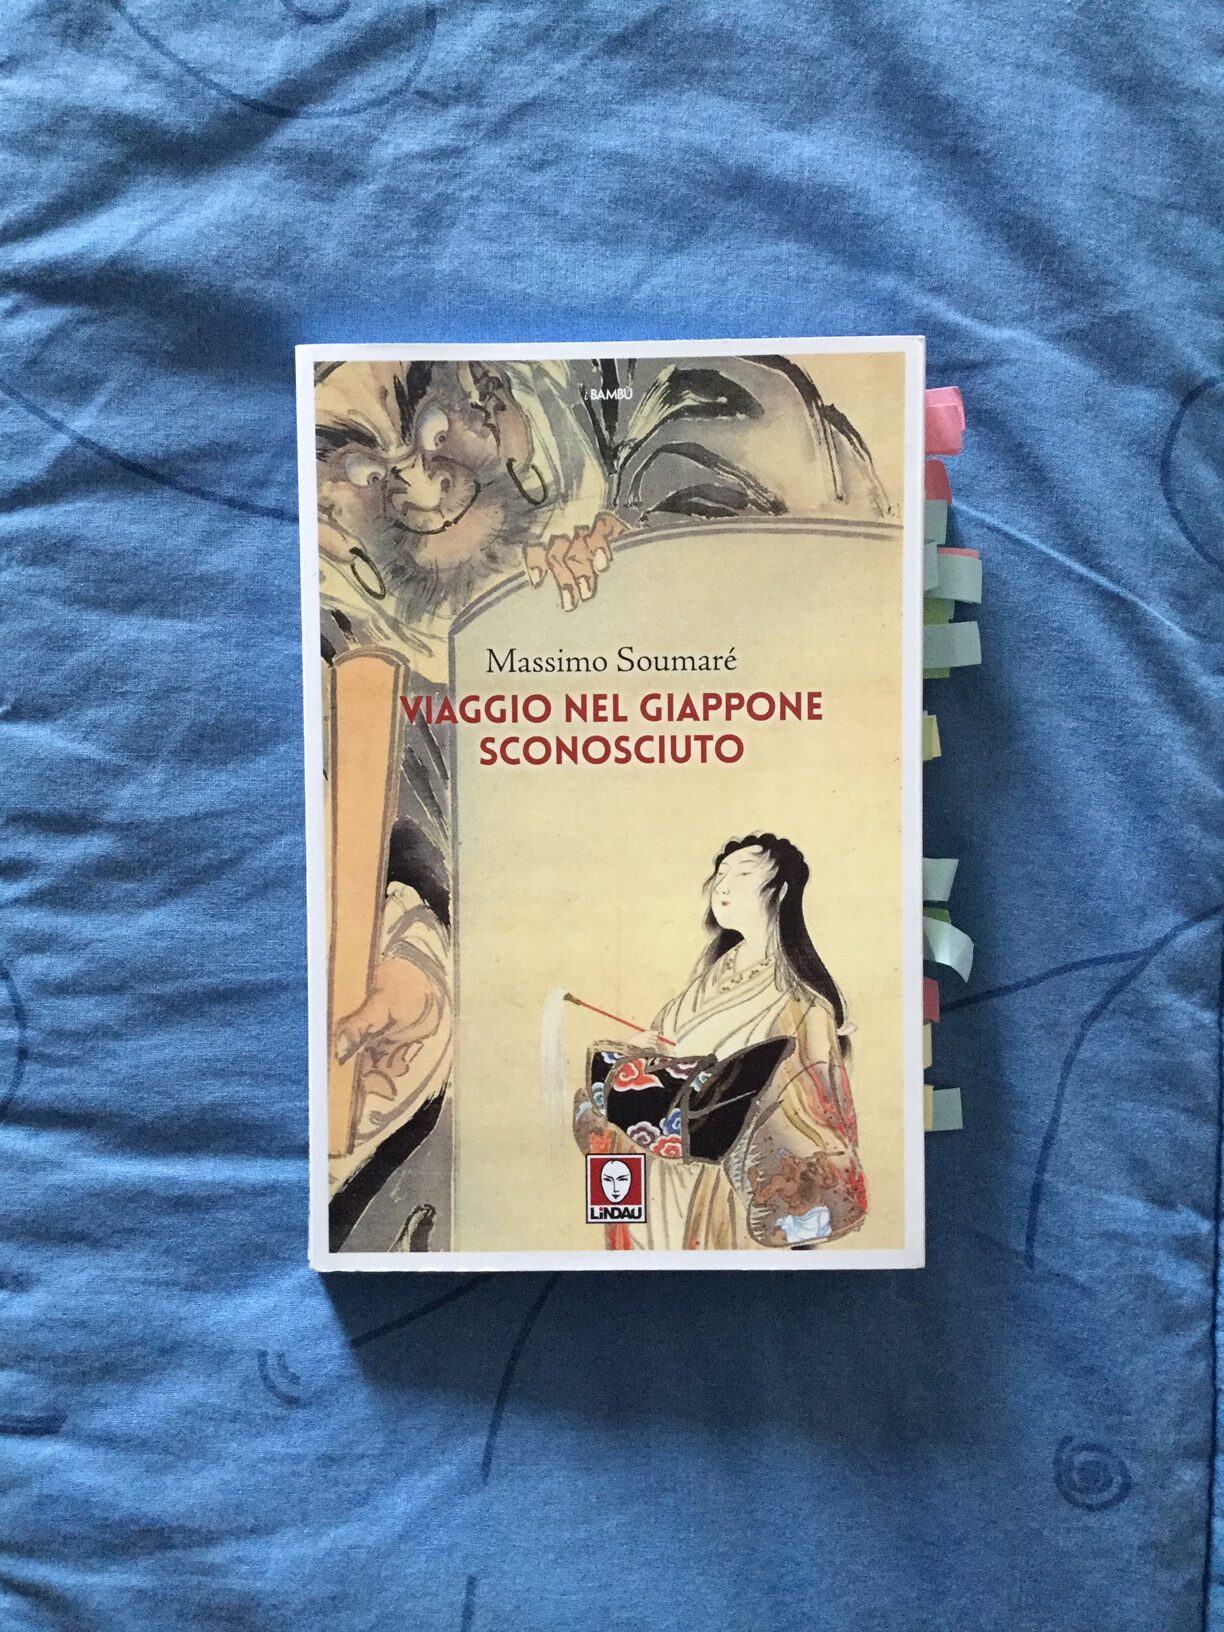 i BAMBÙ
Massimo Soumaré
VIAGGIO NEL GIAPPONE
SCONOSCIUTO
LiNDAU